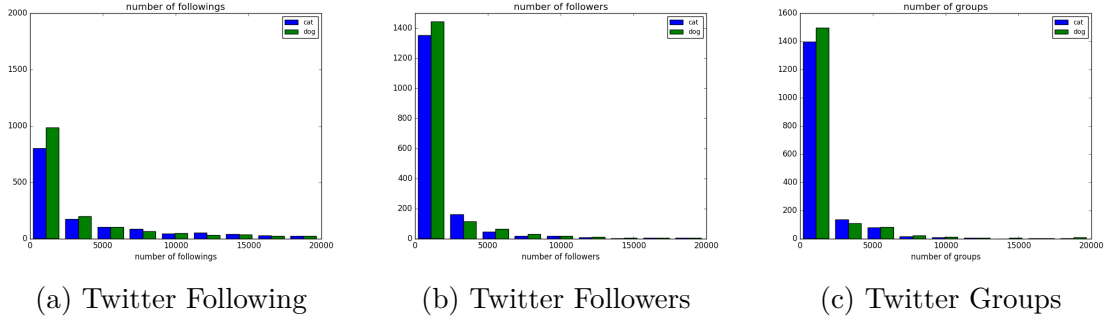 number of followings
2000
1500
1000
500
0
0 5000 10000 15000 20000
number of followings
cat
dog
(a) Twitter Following
number of followers
1400
1200
1000
800
600
400
200
0
0 5000 10000 15000 20000
number of followers
cat
dog
(b) Twitter Followers
number of groups
1600
1400
1200
1000
800
600
400
200
0
0 5000 10000 15000 20000
number of groups
cat
dog
(c) Twitter Groups